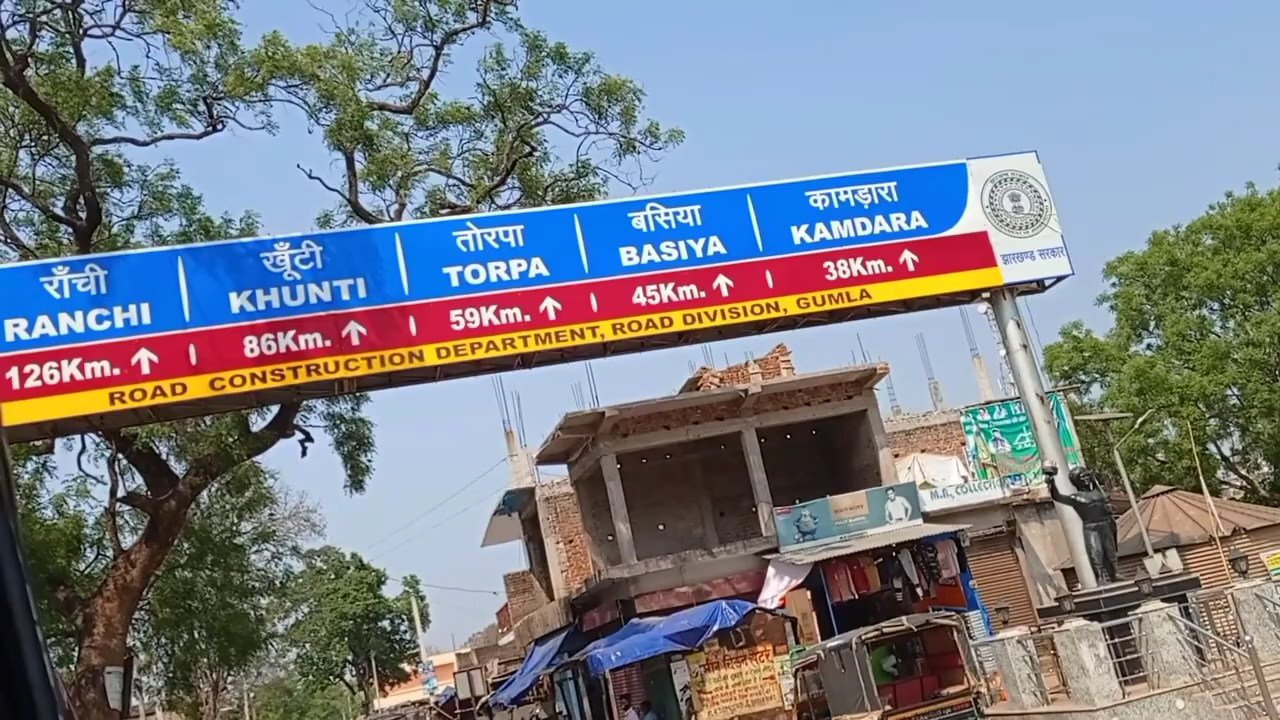 राँची खूँटी तोरपा बसिया कामड़ारा
RANCHI KHUNTI TORPA BASIYA KAMDARA
126Km. ↑ 86Km. ↑ 59Km. ↑ 45Km. ↑ 38Km. ↑
ROAD CONSTRUCTION DEPARTMENT, ROAD DIVISION, GUMLA
झारखण्ड सरकार
M.R, COLLECTION